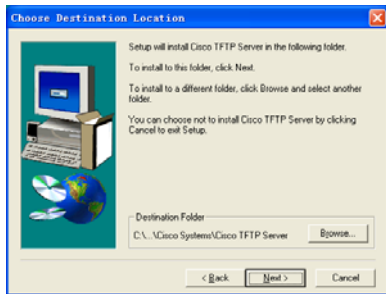 Choose Destination Location
Setup will install Cisco TFTP Server in the following folder.
To install to this folder, click Next.
To install to a different folder, click Browse and select another
folder.
You can choose not to install Cisco TFTP Server by clicking
Cancel to exit Setup.
Destination Folder
C:\...\Cisco Systems\Cisco TFTP Server
Browse...
< Back
Next >
Cancel